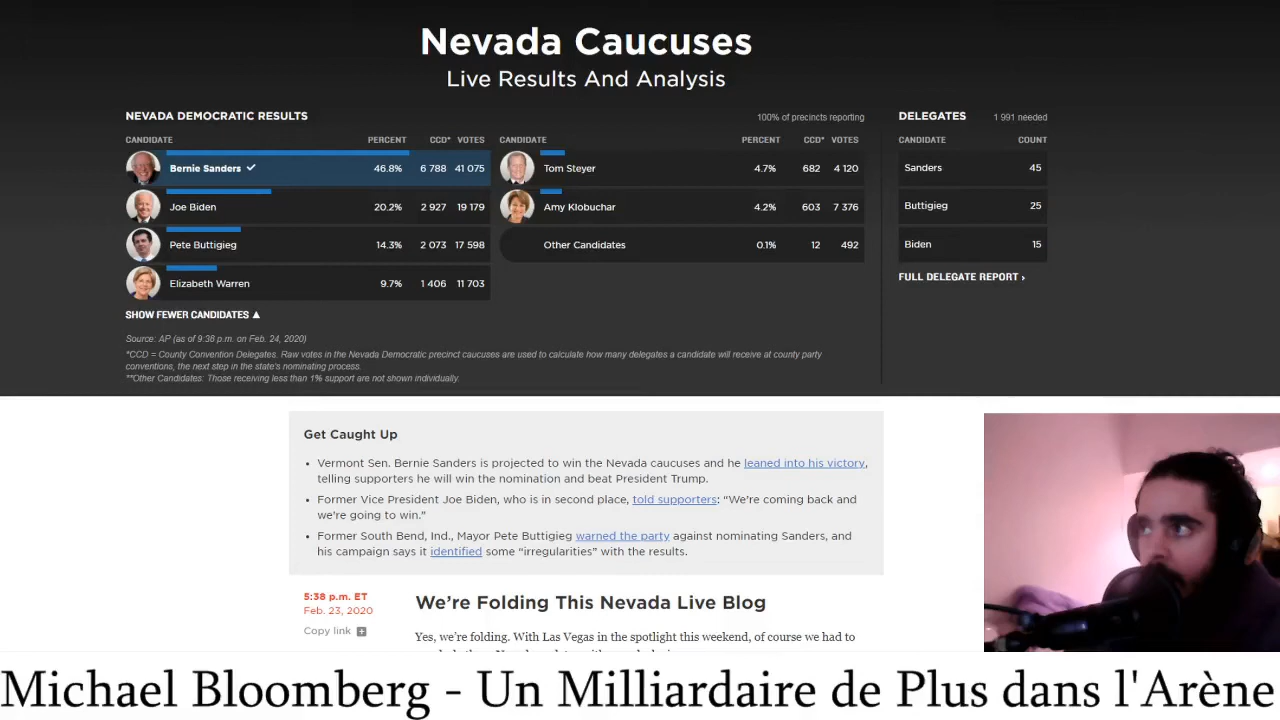 Nevada Caucuses
Live Results And Analysis
NEVADA DEMOCRATIC RESULTS
100% of precincts reporting
CANDIDATE PERCENT CCD* VOTES
Bernie Sanders ✓ 46.8% 6 788 41 075
Joe Biden 20.2% 2 927 19 179
Pete Buttigieg 14.3% 2 073 17 598
Elizabeth Warren 9.7% 1 406 11 703
CANDIDATE PERCENT CCD* VOTES
Tom Steyer 4.7% 682 4 120
Amy Klobuchar 4.2% 603 7 376
Other Candidates 0.1% 12 492
SHOW FEWER CANDIDATES ▲
Source: AP (as of 9:38 p.m. on Feb. 24, 2020)
*CCD = County Convention Delegates. Raw votes in the Nevada Democratic precinct caucuses are used to calculate how many delegates a candidate will receive at county party
conventions, the next step in the state's nominating process.
**Other Candidates: Those receiving less than 1% support are not shown individually.
DELEGATES 1 991 needed
CANDIDATE COUNT
Sanders 45
Buttigieg 25
Biden 15
FULL DELEGATE REPORT ›
Get Caught Up
• Vermont Sen. Bernie Sanders is projected to win the Nevada caucuses and he leaned into his victory,
telling supporters he will win the nomination and beat President Trump.
• Former Vice President Joe Biden, who is in second place, told supporters: “We’re coming back and
we’re going to win.”
• Former South Bend, Ind., Mayor Pete Buttigieg warned the party against nominating Sanders, and
his campaign says it identified some “irregularities” with the results.
5:38 p.m. ET
Feb. 23, 2020
Copy link
We’re Folding This Nevada Live Blog
Yes, we’re folding. With Las Vegas in the spotlight this weekend, of course we had to
Michael Bloomberg - Un Milliardaire de Plus dans l'Arène